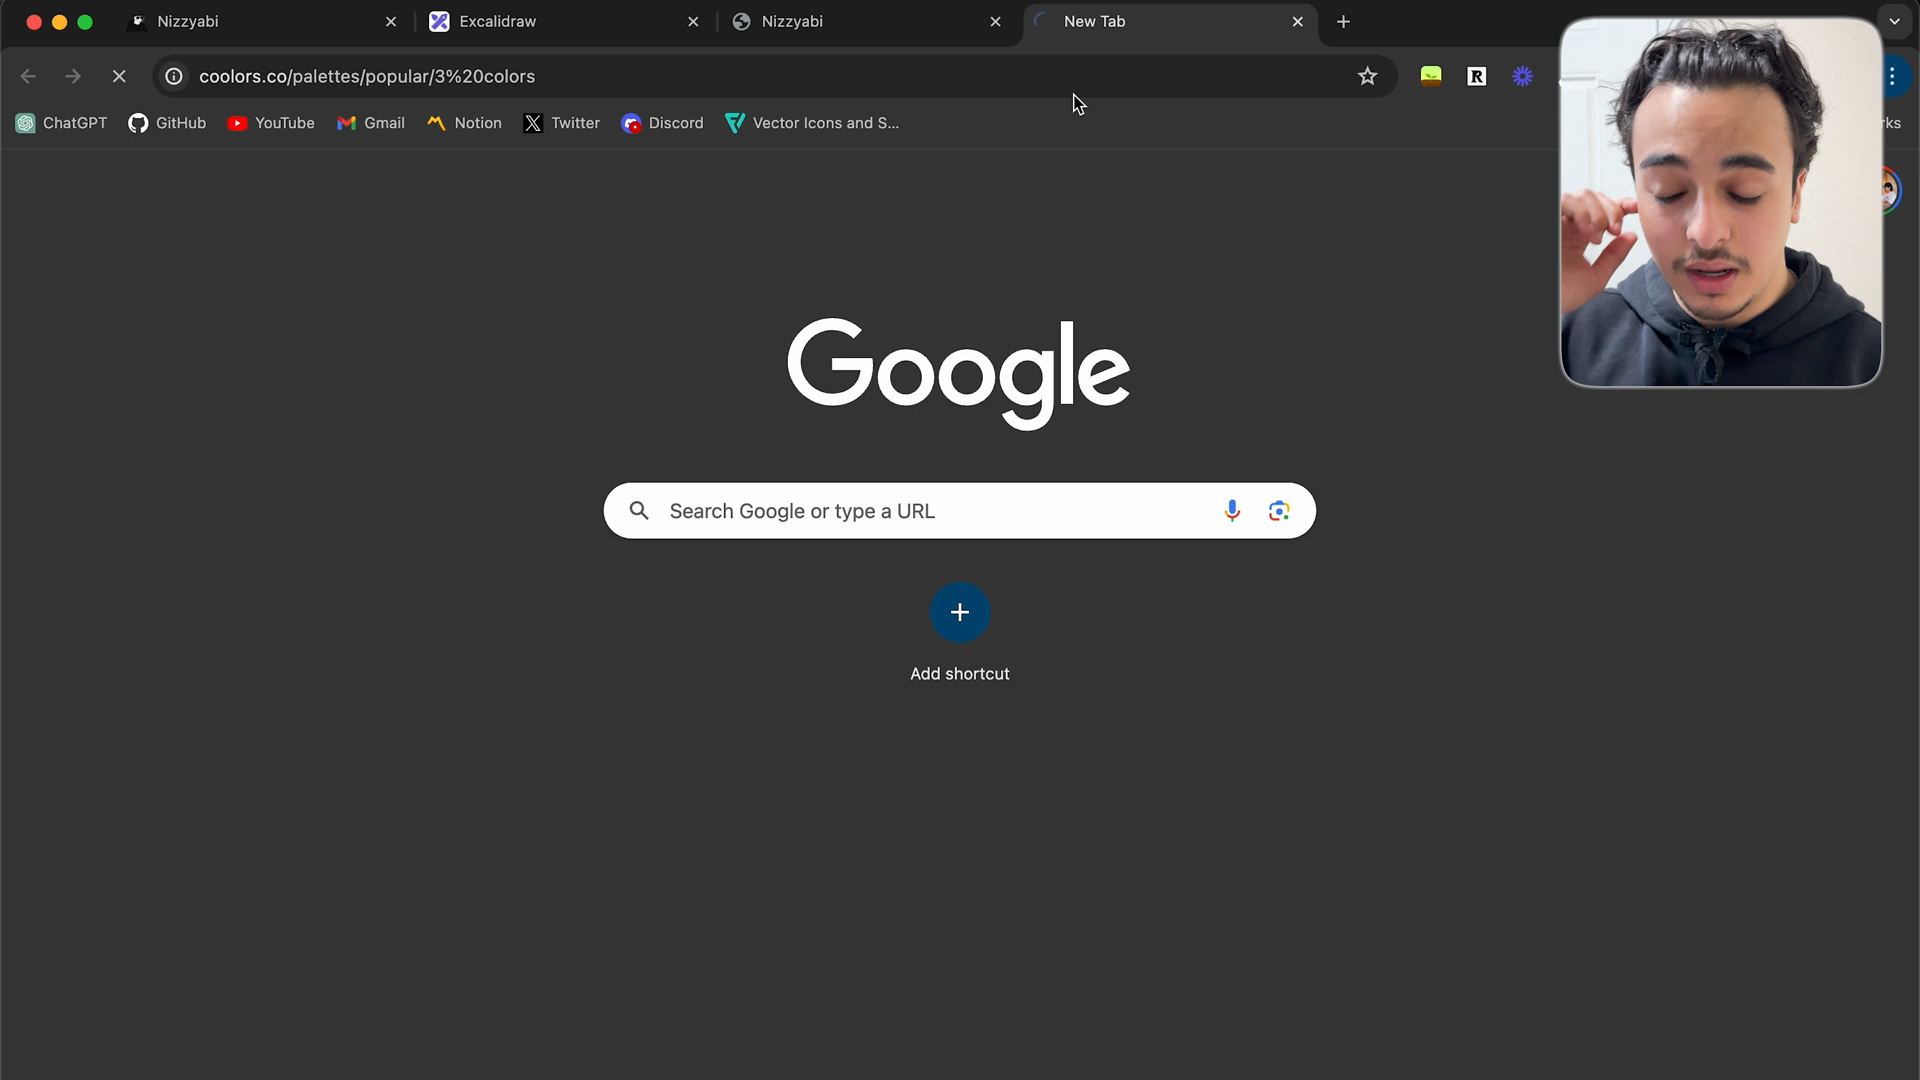 Nizzyabi
Excalidraw
Nizzyabi
New Tab
coolors.co/palettes/popular/3%20colors
R
ChatGPT
GitHub
YouTube
Gmail
Notion
Twitter
Discord
Vector Icons and S...
rks
Google
Search Google or type a URL
Add shortcut